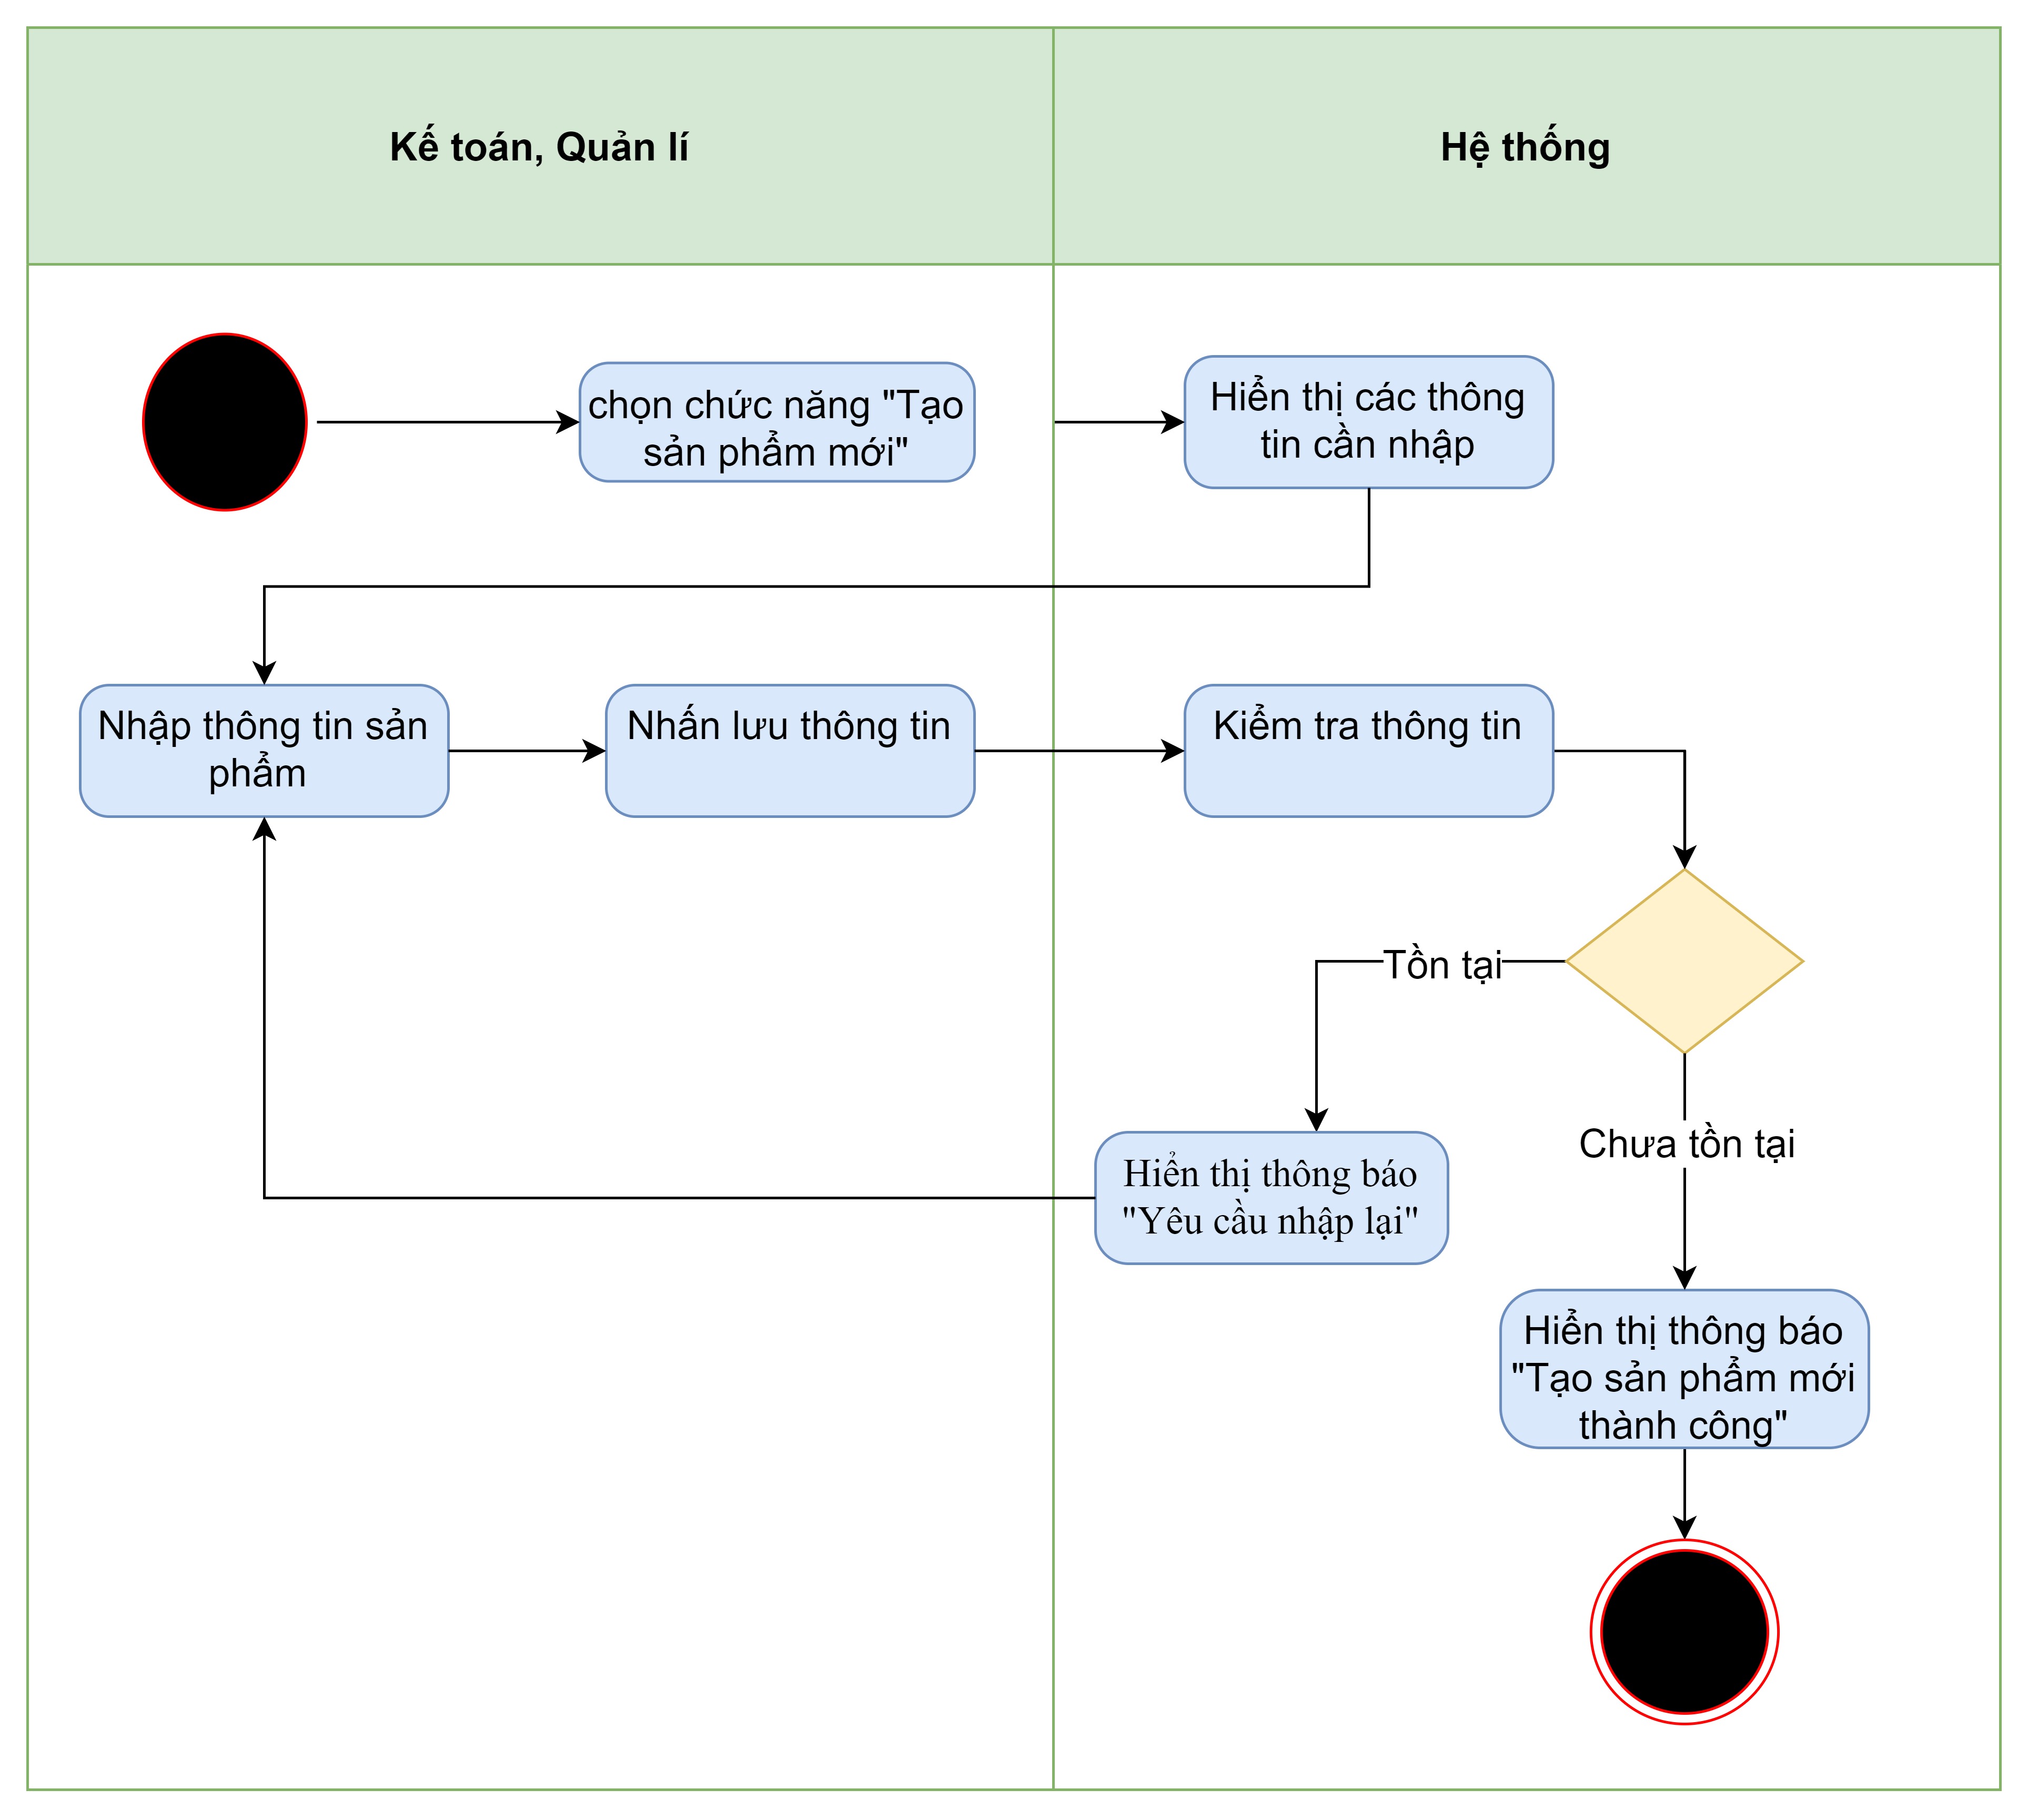 Kế toán, Quản lí
Hệ thống
chọn chức năng "Tạo
sản phẩm mới"
Hiển thị các thông
tin cần nhập
Nhập thông tin sản
phẩm
Nhấn lưu thông tin
Kiểm tra thông tin
Tồn tại
Chưa tồn tại
Hiển thị thông báo
"Yêu cầu nhập lại"
Hiển thị thông báo
"Tạo sản phẩm mới
thành công"